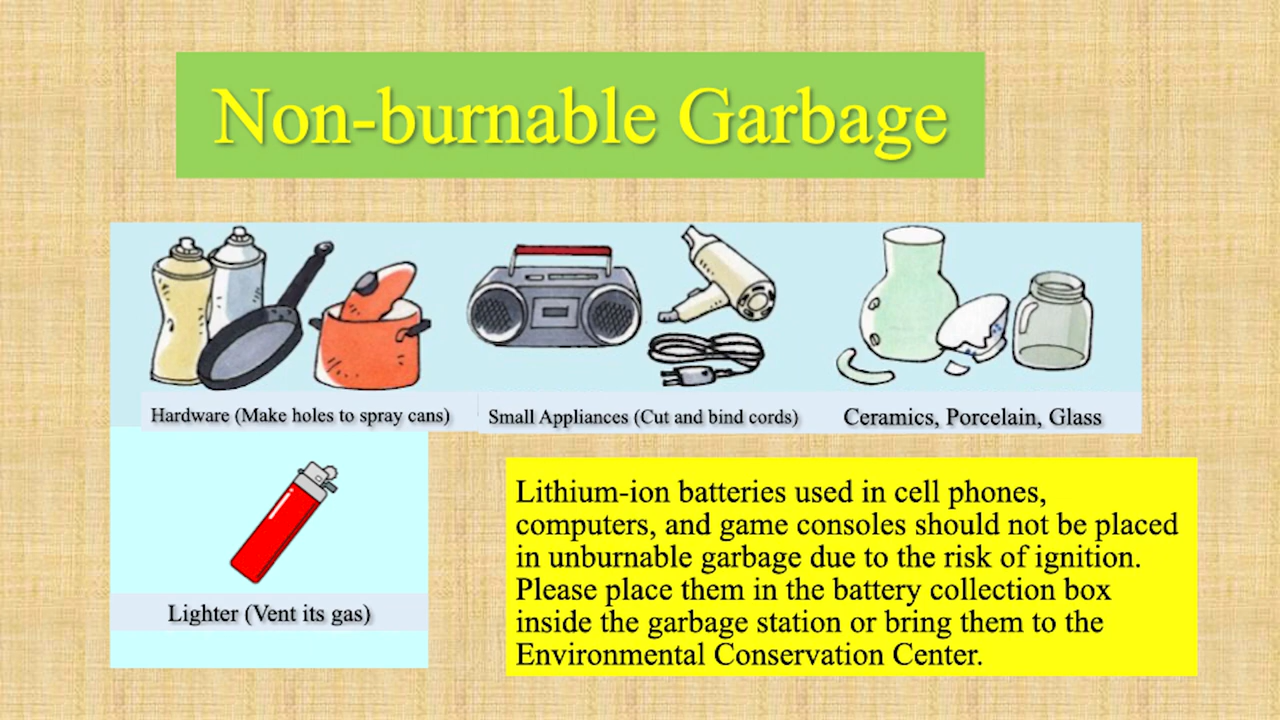 Non-burnable Garbage
Hardware (Make holes to spray cans)
Small Appliances (Cut and bind cords)
Ceramics, Porcelain, Glass
Lighter (Vent its gas)
Lithium-ion batteries used in cell phones,
computers, and game consoles should not be placed
in unburnable garbage due to the risk of ignition.
Please place them in the battery collection box
inside the garbage station or bring them to the
Environmental Conservation Center.